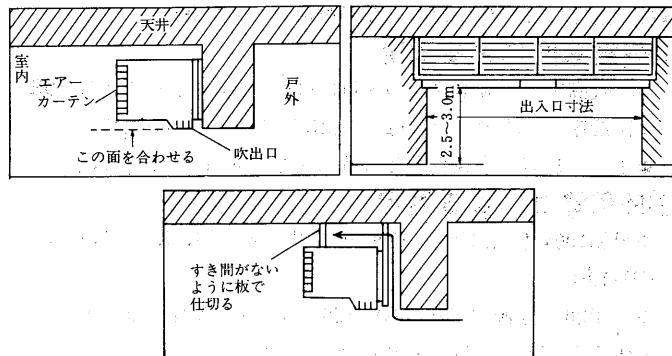 天井
室内
エアー
カーテン
戸外
この面を合わせる
吹出口
出入口寸法
2.5~3.0m
すき間がない
ように板で
仕切る